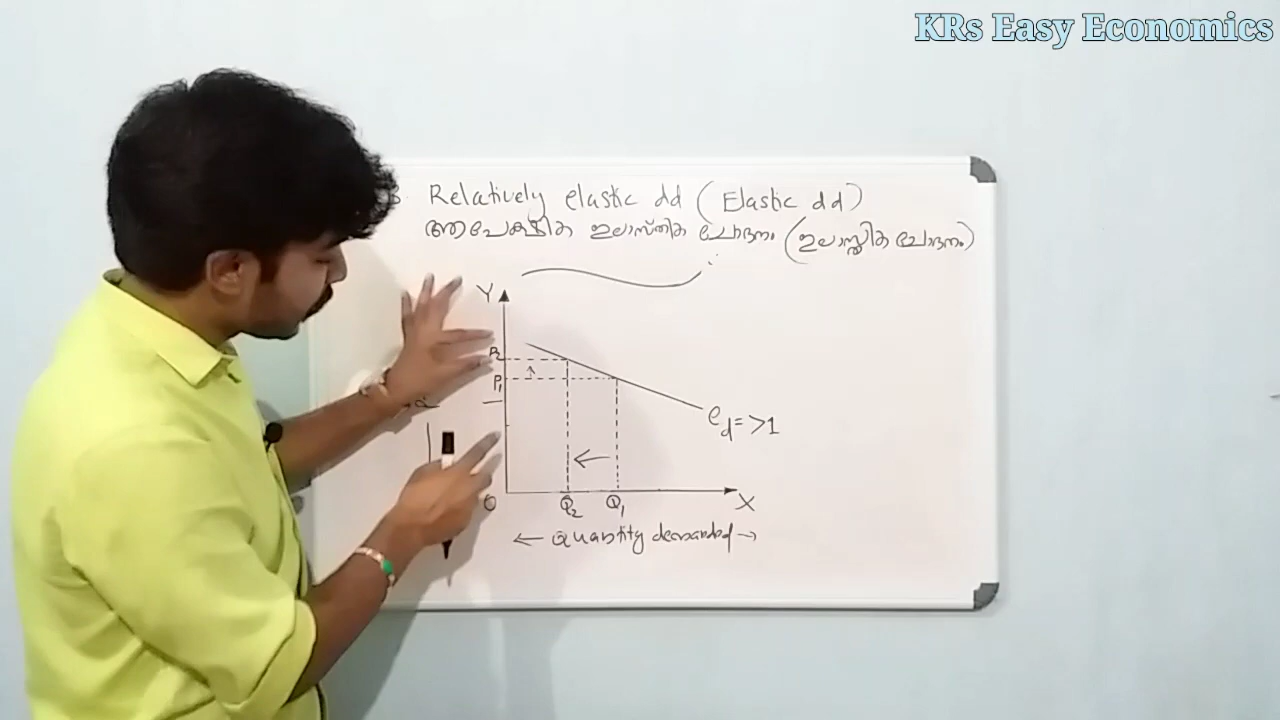 KRs Easy Economics
Relatively elastic dd (Elastic dd)
ആപേക്ഷിക ഇലാസ്തിക ചോദനം (ഇലാസ്തിക ചോദനം)
Y
P2
P1
ed= >1
O
Q2
Q1
X
← Quantity demanded →